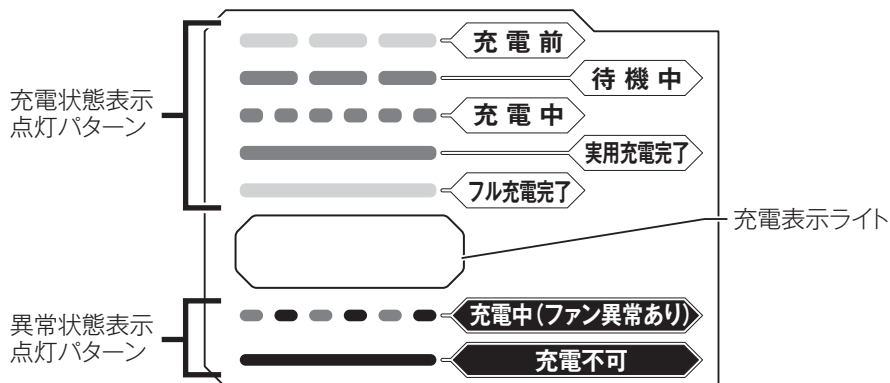 充電前
待機中
充電状態表示
点灯パターン
充電中
実用充電完了
フル充電完了
充電表示ライト
異常状態表示
点灯パターン
充電中(ファン異常あり)
充電不可